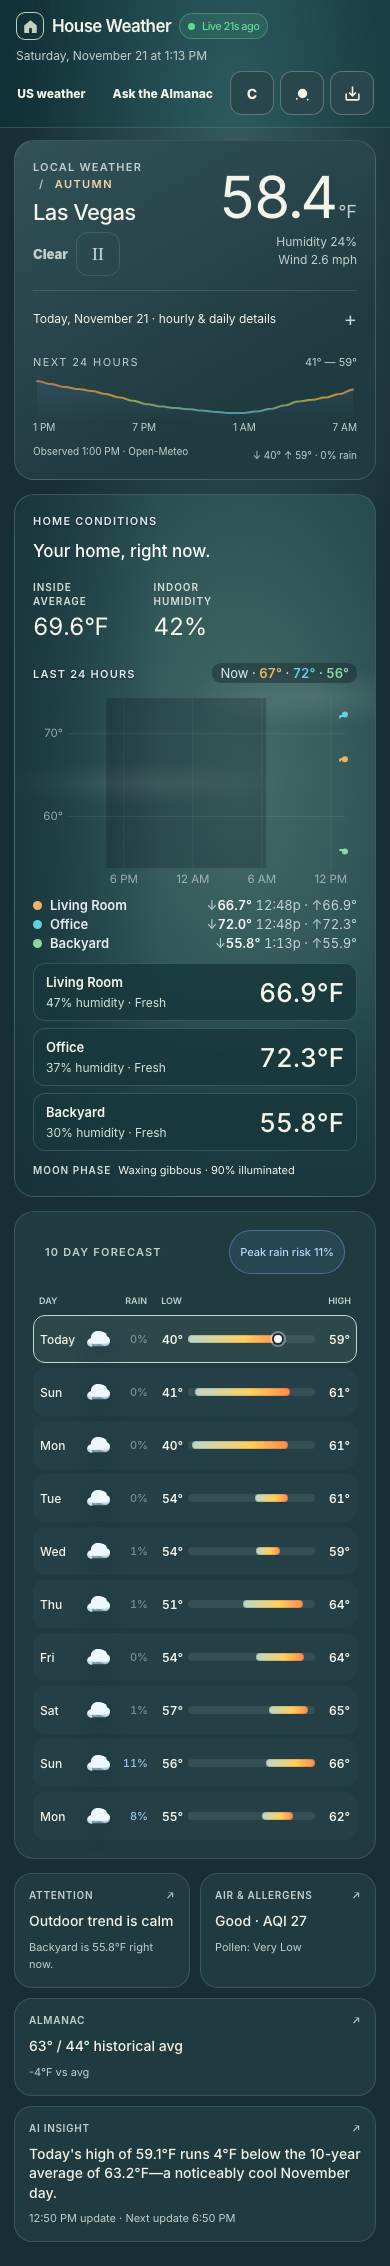 House Weather
Live 21s ago
Saturday, November 21 at 1:13 PM
US weather
Ask the Almanac
C
LOCAL WEATHER
/ AUTUMN
Las Vegas
58.4°F
Clear
II
Humidity 24%
Wind 2.6 mph
Today, November 21 · hourly & daily details
+
NEXT 24 HOURS
41° — 59°
1 PM 7 PM 1 AM 7 AM
Observed 1:00 PM · Open-Meteo
↓ 40° ↑ 59° · 0% rain
HOME CONDITIONS
Your home, right now.
INSIDE
AVERAGE
69.6°F
INDOOR
HUMIDITY
42%
LAST 24 HOURS
Now · 67° · 72° · 56°
70°
60°
6 PM 12 AM 6 AM 12 PM
Living Room ↓66.7° 12:48p · ↑66.9°
Office ↓72.0° 12:48p · ↑72.3°
Backyard ↓55.8° 1:13p · ↑55.9°
Living Room
47% humidity · Fresh
66.9°F
Office
37% humidity · Fresh
72.3°F
Backyard
30% humidity · Fresh
55.8°F
MOON PHASE Waxing gibbous · 90% illuminated
10 DAY FORECAST
Peak rain risk 11%
DAY RAIN LOW HIGH
Today 0% 40° 59°
Sun 0% 41° 61°
Mon 0% 40° 61°
Tue 0% 54° 61°
Wed 1% 54° 59°
Thu 1% 51° 64°
Fri 0% 54° 64°
Sat 1% 57° 65°
Sun 11% 56° 66°
Mon 8% 55° 62°
ATTENTION ↗
Outdoor trend is calm
Backyard is 55.8°F right
now.
AIR & ALLERGENS ↗
Good · AQI 27
Pollen: Very Low
ALMANAC ↗
63° / 44° historical avg
-4°F vs avg
AI INSIGHT ↗
Today's high of 59.1°F runs 4°F below the 10-year
average of 63.2°F—a noticeably cool November
day.
12:50 PM update · Next update 6:50 PM